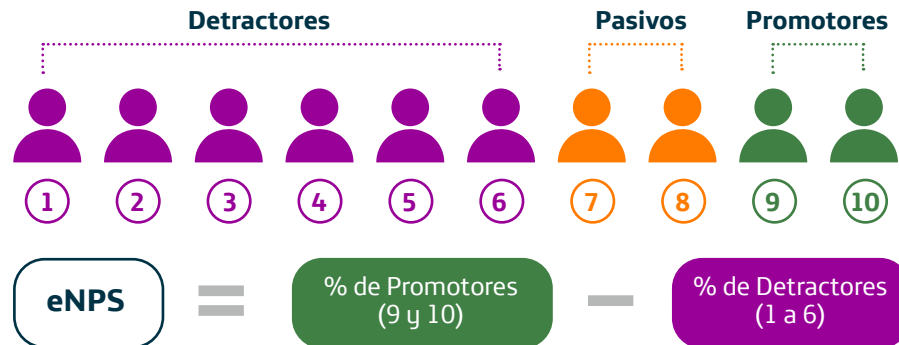 Detractores
Pasivos
Promotores
1
2
3
4
5
6
7
8
9
10
eNPS
% de Promotores
(9 y 10)
% de Detractores
(1 a 6)